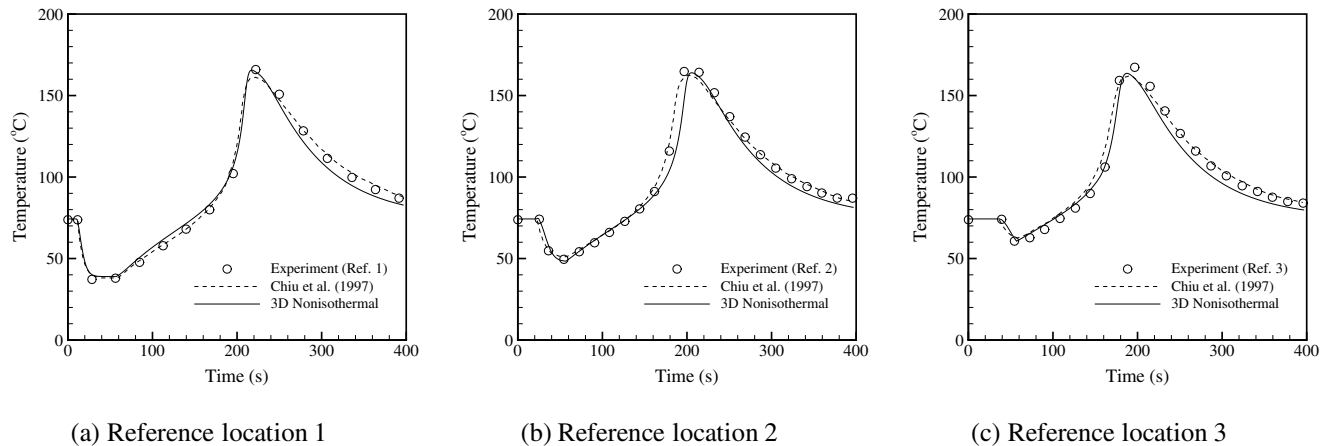 200
150
100
50
0
Temperature (°C)
0 100 200 300 400
Time (s)
Experiment (Ref. 1)
Chiu et al. (1997)
3D Nonisothermal
(a) Reference location 1
200
150
100
50
0
Temperature (°C)
0 100 200 300 400
Time (s)
Experiment (Ref. 2)
Chiu et al. (1997)
3D Nonisothermal
(b) Reference location 2
200
150
100
50
0
Temperature (°C)
0 100 200 300 400
Time (s)
Experiment (Ref. 3)
Chiu et al. (1997)
3D Nonisothermal
(c) Reference location 3